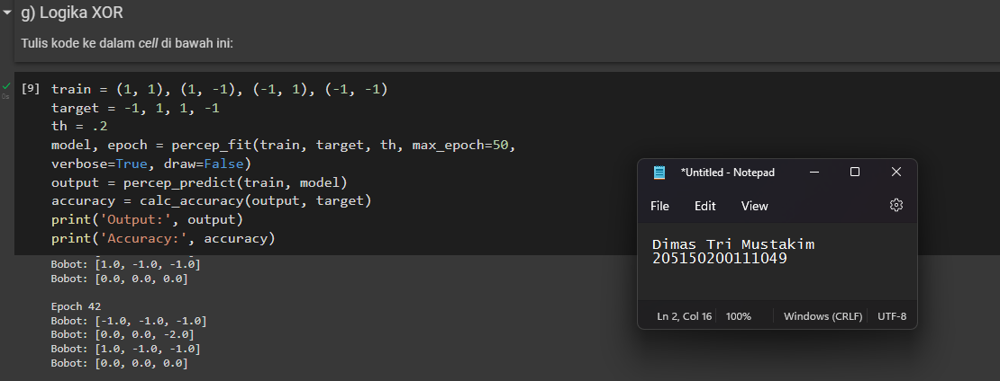 g) Logika XOR
Tulis kode ke dalam cell di bawah ini:
0s
[9] train = (1, 1), (1, -1), (-1, 1), (-1, -1)
target = -1, 1, 1, -1
th = .2
model, epoch = percep_fit(train, target, th, max_epoch=50,
verbose=True, draw=False)
output = percep_predict(train, model)
accuracy = calc_accuracy(output, target)
print('Output:', output)
print('Accuracy:', accuracy)
Bobot: [1.0, -1.0, -1.0]
Bobot: [0.0, 0.0, 0.0]
Epoch 42
Bobot: [-1.0, -1.0, -1.0]
Bobot: [0.0, 0.0, -2.0]
Bobot: [1.0, -1.0, -1.0]
Bobot: [0.0, 0.0, 0.0]
*Untitled - Notepad
File Edit View
Dimas Tri Mustakim
205150200111049
Ln 2, Col 16 100% Windows (CRLF) UTF-8